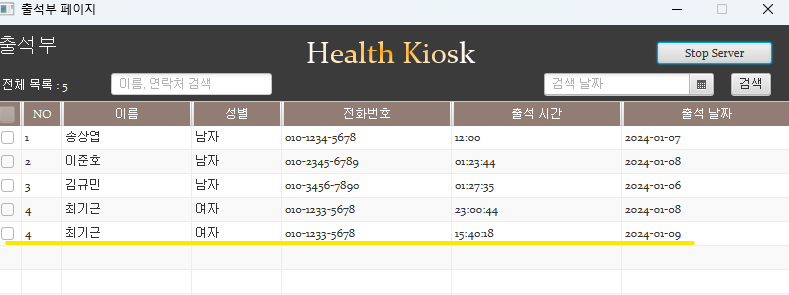 출석부 페이지
출석부
Health Kiosk
Stop Server
전체 목록 : 5
이름, 연락처 검색
검색 날짜
검색
NO 이름 성별 전화번호 출석 시간 출석 날짜
1 송상엽 남자 010-1234-5678 12:00 2024-01-07
2 이준호 남자 010-2345-6789 01:23:44 2024-01-08
3 김규민 남자 010-3456-7890 01:27:35 2024-01-06
4 최기근 여자 010-1233-5678 23:00:44 2024-01-08
4 최기근 여자 010-1233-5678 15:40:18 2024-01-09